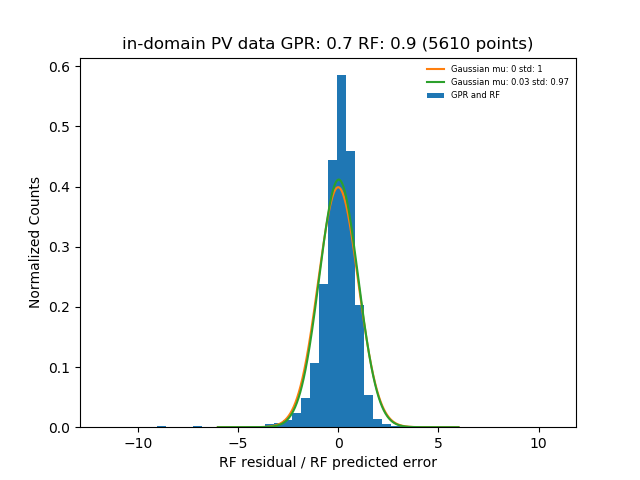 in-domain PV data GPR: 0.7 RF: 0.9 (5610 points)
Gaussian mu: 0 std: 1
Gaussian mu: 0.03 std: 0.97
GPR and RF
0.6
0.5
0.4
0.3
0.2
0.1
0.0
Normalized Counts
−10
−5
0
5
10
RF residual / RF predicted error